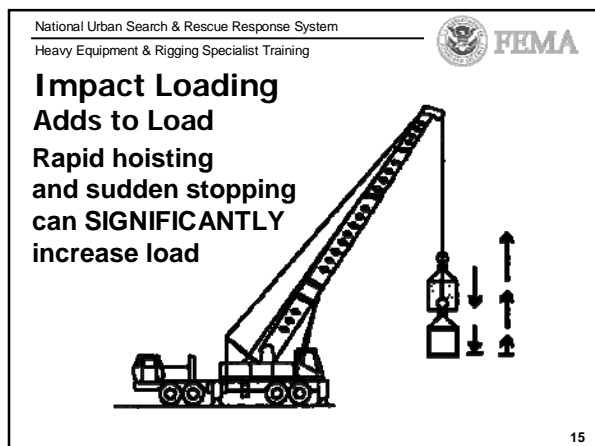 National Urban Search & Rescue Response System
Heavy Equipment & Rigging Specialist Training
FEMA
Impact Loading
Adds to Load
Rapid hoisting
and sudden stopping
can SIGNIFICANTLY
increase load
15